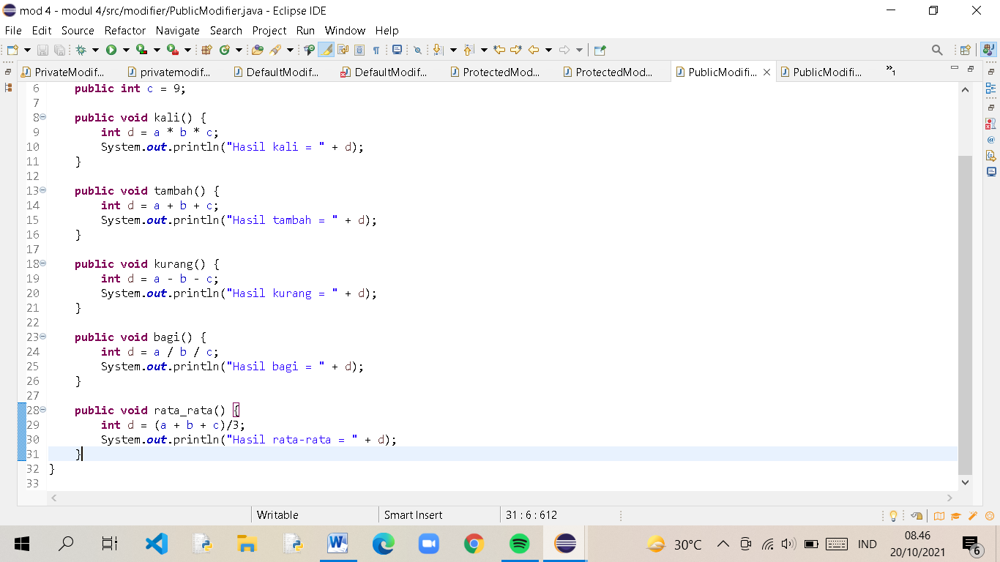 mod 4 - modul 4/src/modifier/PublicModifier.java - Eclipse IDE
File Edit Source Refactor Navigate Search Project Run Window Help
PrivateModif... privatemodif... DefaultModif... DefaultModif... ProtectedMod... ProtectedMod... PublicModifi... PublicModifi... »1
6 public int c = 9;
7
8 public void kali() {
9 int d = a * b * c;
10 System.out.println("Hasil kali = " + d);
11 }
12
13 public void tambah() {
14 int d = a + b + c;
15 System.out.println("Hasil tambah = " + d);
16 }
17
18 public void kurang() {
19 int d = a - b - c;
20 System.out.println("Hasil kurang = " + d);
21 }
22
23 public void bagi() {
24 int d = a / b / c;
25 System.out.println("Hasil bagi = " + d);
26 }
27
28 public void rata_rata() {
29 int d = (a + b + c)/3;
30 System.out.println("Hasil rata-rata = " + d);
31 }
32 }
33
Writable Smart Insert 31 : 6 : 612
30°C IND 08.46
20/10/2021 6